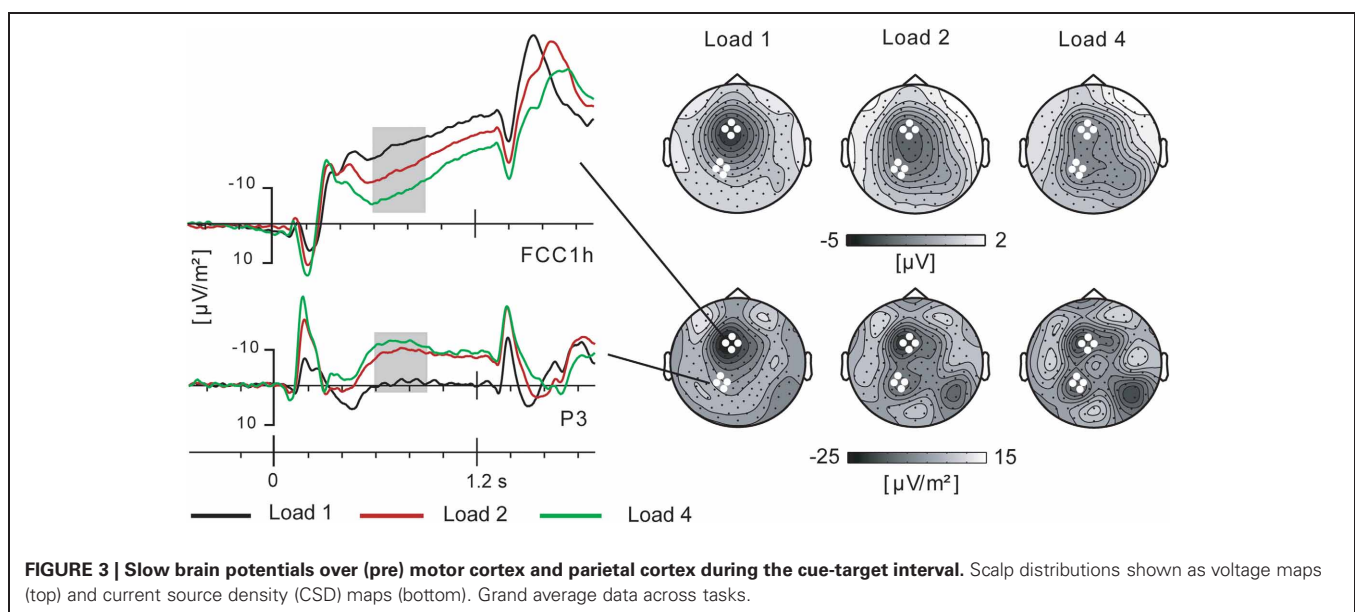 Load 1
Load 2
Load 4
-10
10
FCC1h
[µV/m²]
-10
10
P3
0
1.2 s
Load 1
Load 2
Load 4
-5
2
[µV]
-25
15
[µV/m²]
FIGURE 3 | Slow brain potentials over (pre) motor cortex and parietal cortex during the cue-target interval. Scalp distributions shown as voltage maps
(top) and current source density (CSD) maps (bottom). Grand average data across tasks.